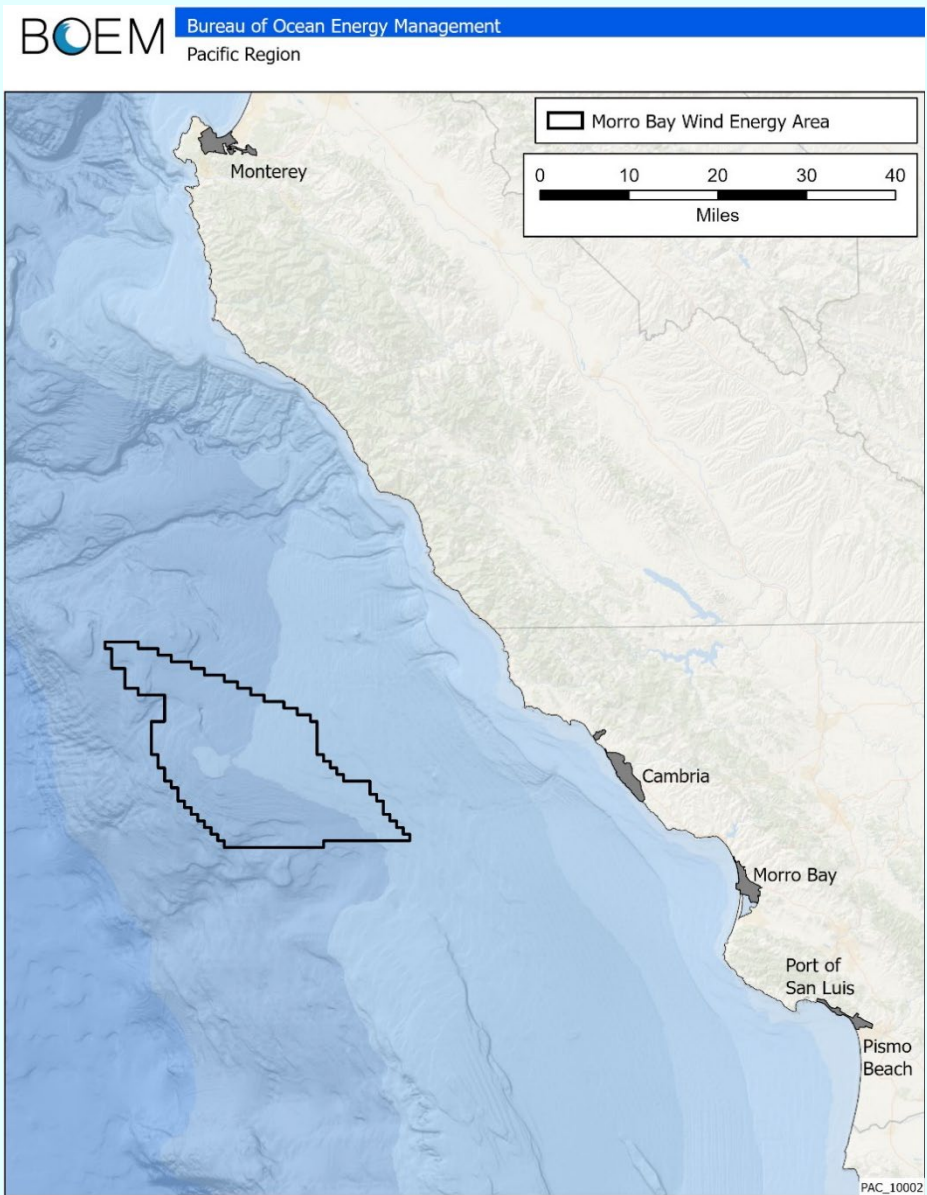 BOEM
Bureau of Ocean Energy Management
Pacific Region
Morro Bay Wind Energy Area
0 10 20 30 40
Miles
Monterey
Cambria
Morro Bay
Port of
San Luis
Pismo
Beach
PAC_10002